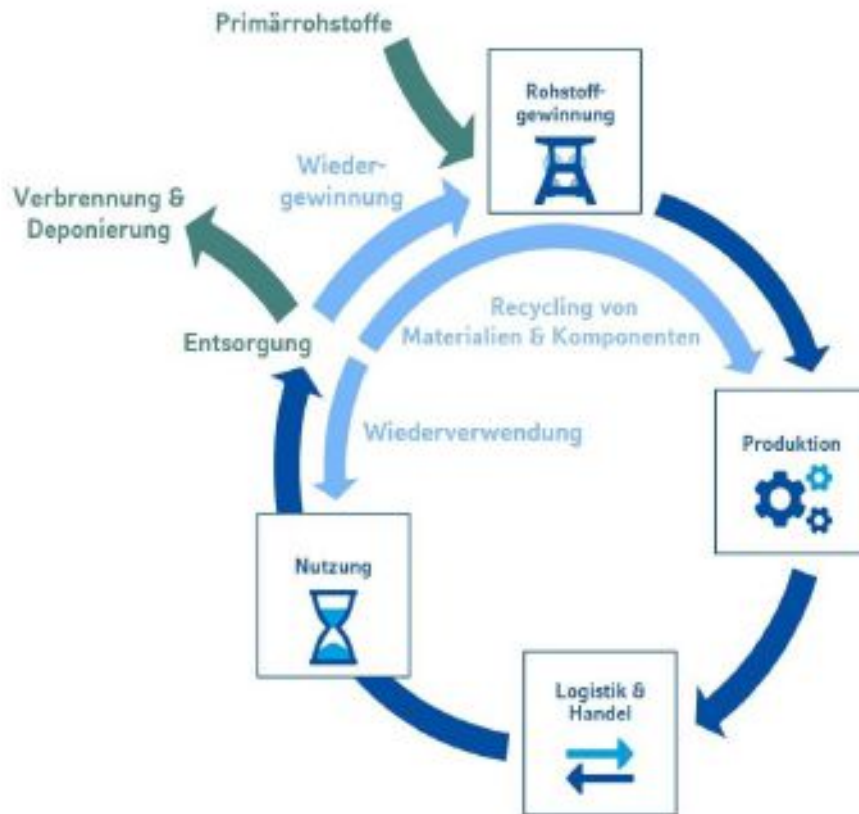 Primärrohstoffe
Rohstoff-
gewinnung
Wieder-
gewinnung
Verbrennung &
Deponierung
Recycling von
Materialien & Komponenten
Entsorgung
Wiederverwendung
Produktion
Nutzung
Logistik &
Handel